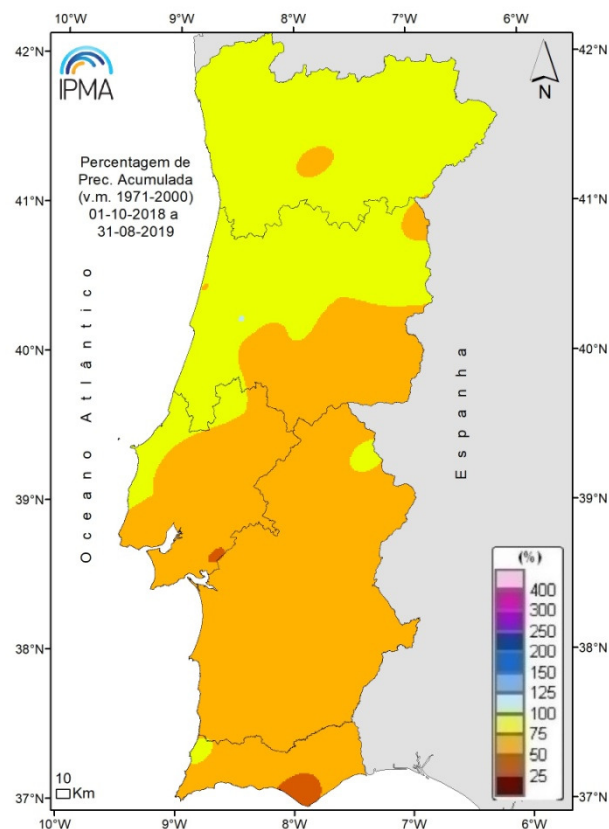 10°W 9°W 8°W 7°W 6°W
42°N 42°N
IPMA
N
Percentagem de
Prec. Acumulada
(v.m. 1971-2000)
01-10-2018 a
31-08-2019
41°N 41°N
40°N 40°N
Oceano Atlântico
Espanha
39°N 39°N
(%)
400
300
250
200
150
125
100
75
50
25
38°N 38°N
10
Km
37°N 37°N
10°W 9°W 8°W 7°W 6°W